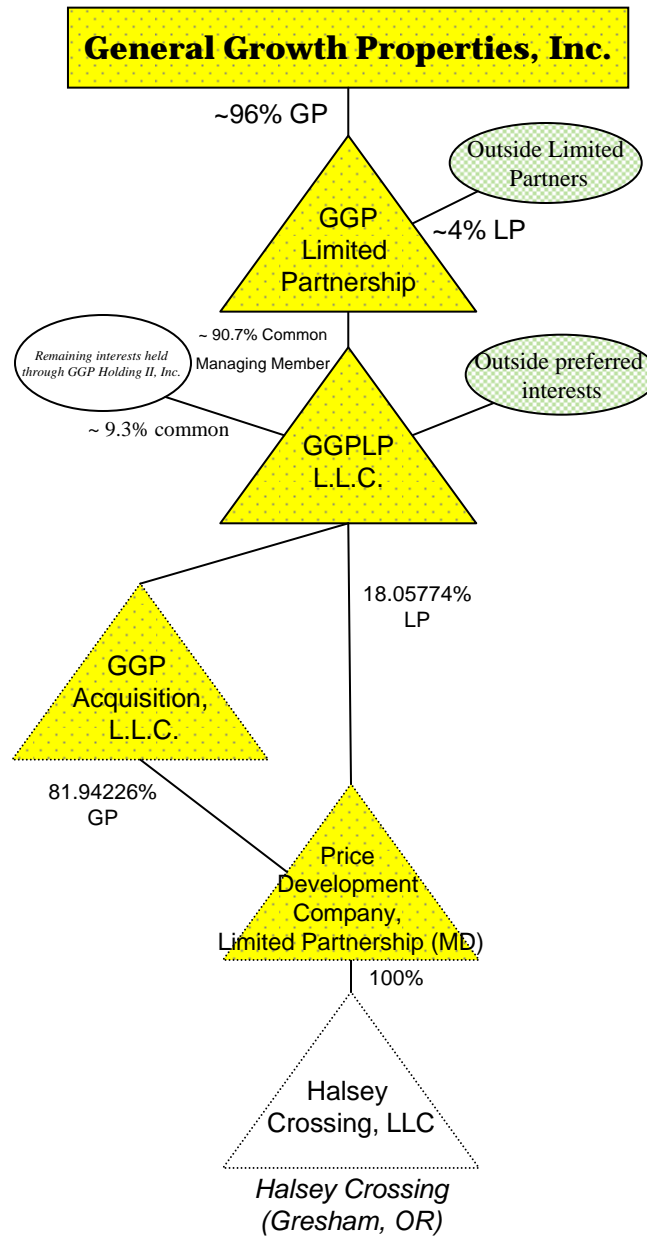 General Growth Properties, Inc.
~96% GP
Outside Limited
Partners
GGP
Limited
Partnership
~4% LP
~ 90.7% Common
Managing Member
Remaining interests held
through GGP Holding II, Inc.
~ 9.3% common
Outside preferred
interests
GGPLP
L.L.C.
18.05774%
LP
GGP
Acquisition,
L.L.C.
81.94226%
GP
Price
Development
Company,
Limited Partnership (MD)
100%
Halsey
Crossing, LLC
Halsey Crossing
(Gresham, OR)